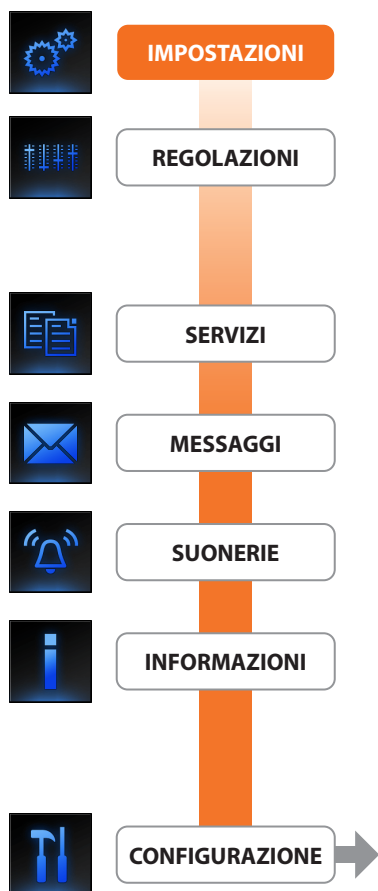 IMPOSTAZIONI
REGOLAZIONI
SERVIZI
MESSAGGI
SUONERIE
INFORMAZIONI
CONFIGURAZIONE